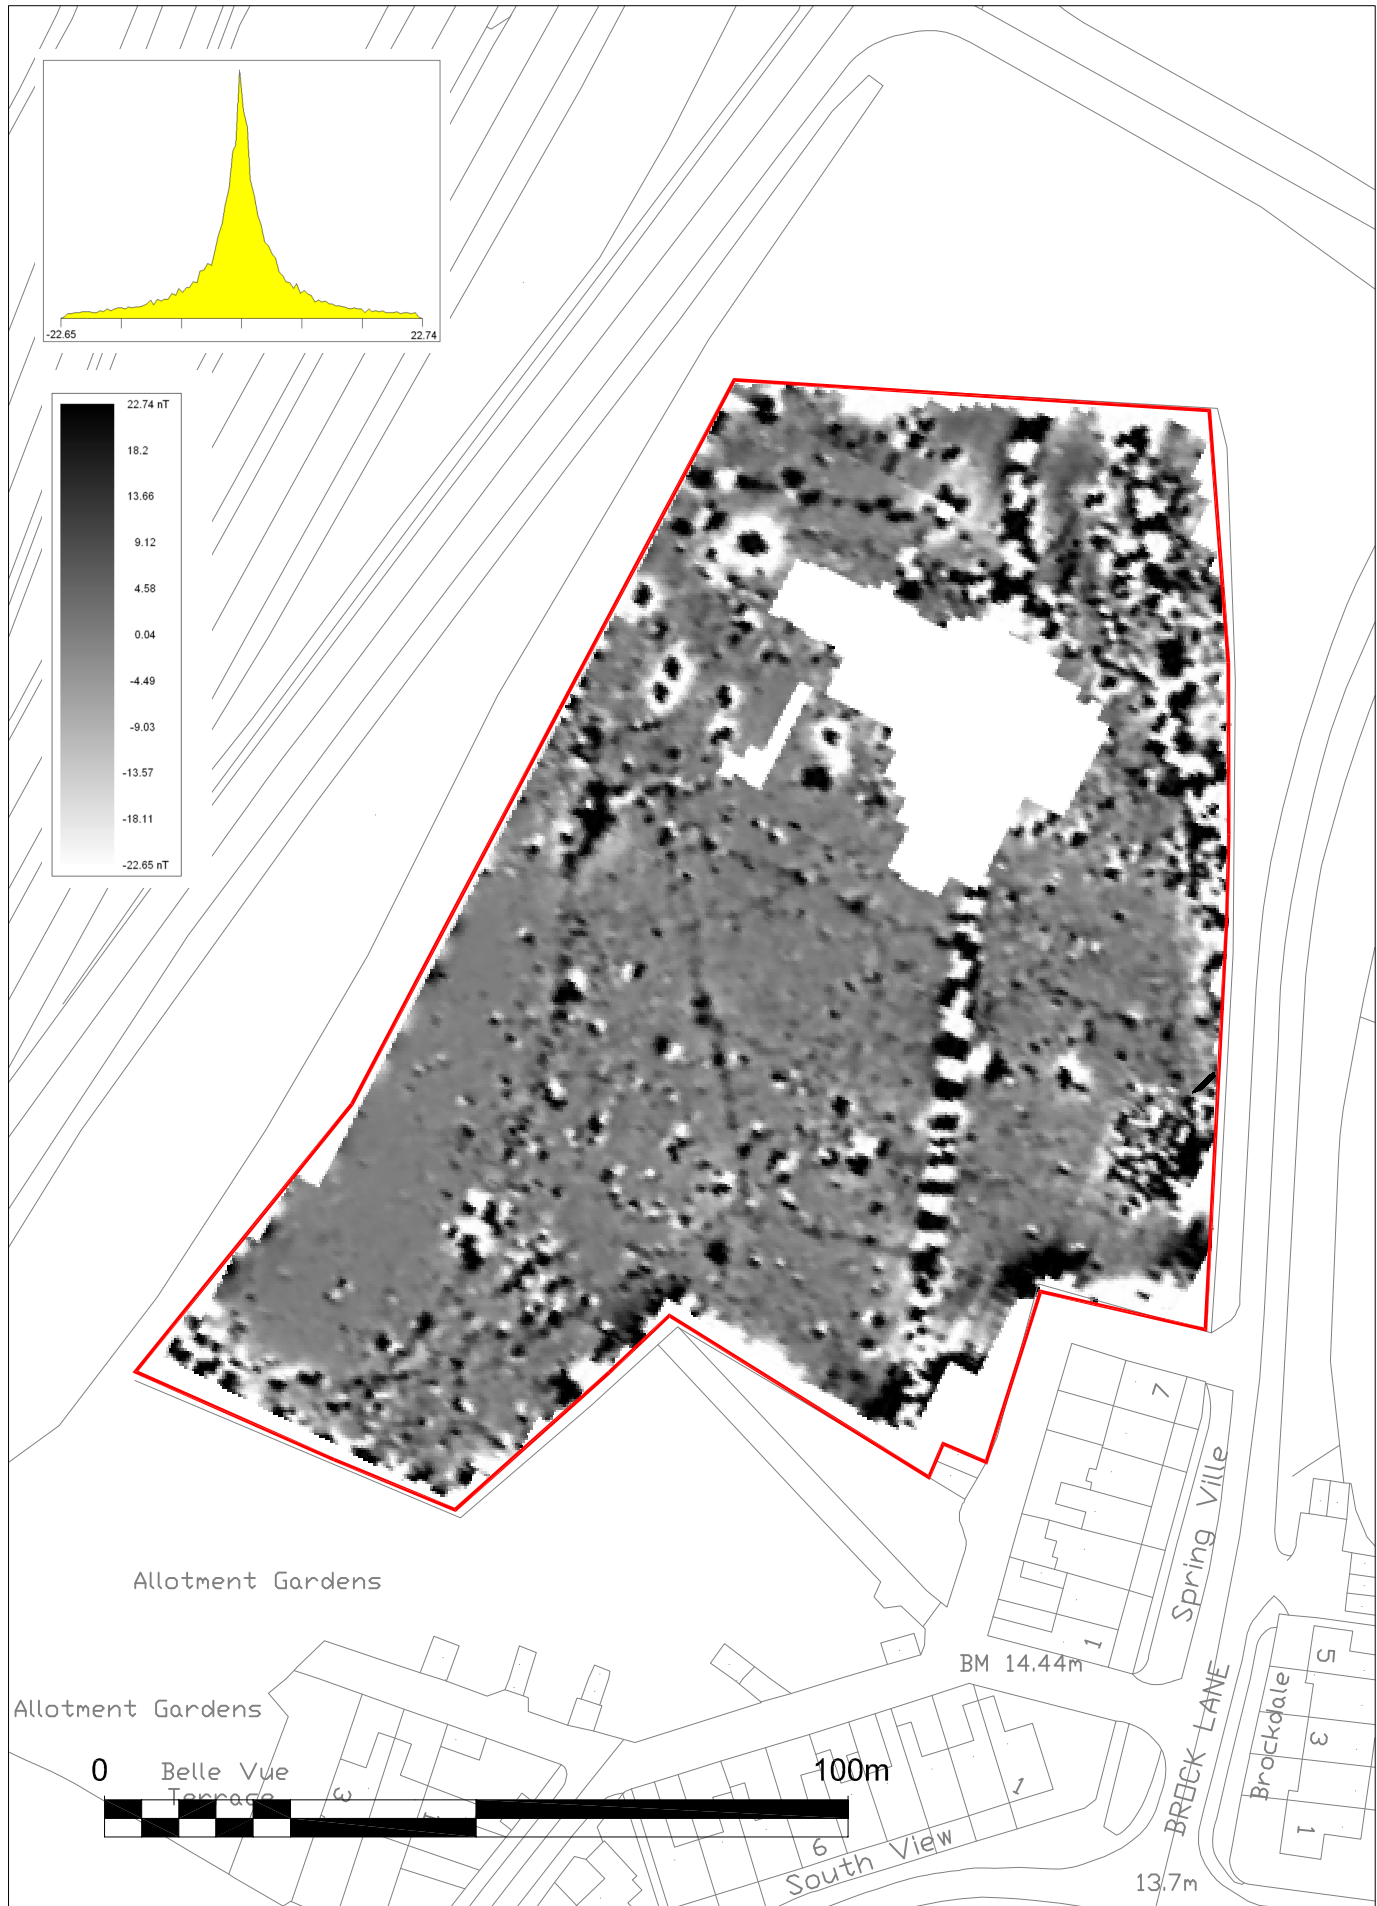 -22.65
22.74
22.74 nT
18.2
13.66
9.12
4.58
0.04
-4.49
-9.03
-13.57
-18.11
-22.65 nT
7
Spring Ville
Allotment Gardens
1
BM 14.44m
5
Allotment Gardens
BROCK LANE
Brockdale
3
0
Belle Vue
Terrace
100m
3
1
1
1
6
South View
13.7m